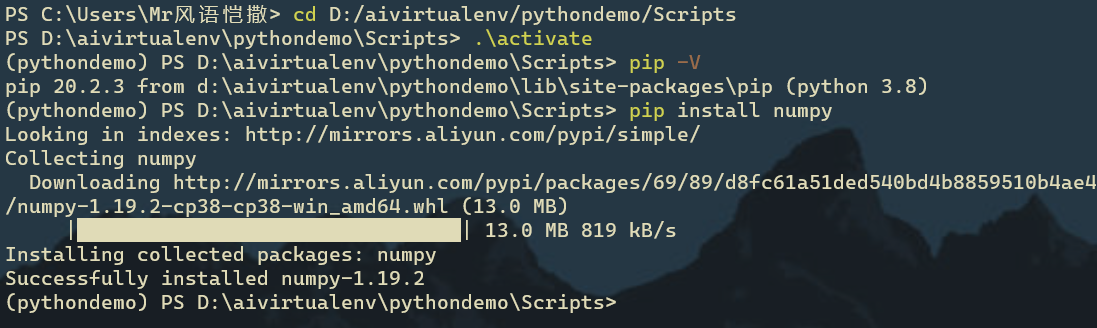 PS C:\Users\Mr风语恺撒> cd D:/aivirtualenv/pythondemo/Scripts
PS D:\aivirtualenv\pythondemo\Scripts> .\activate
(pythondemo) PS D:\aivirtualenv\pythondemo\Scripts> pip -V
pip 20.2.3 from d:\aivirtualenv\pythondemo\lib\site-packages\pip (python 3.8)
(pythondemo) PS D:\aivirtualenv\pythondemo\Scripts> pip install numpy
Looking in indexes: http://mirrors.aliyun.com/pypi/simple/
Collecting numpy
  Downloading http://mirrors.aliyun.com/pypi/packages/69/89/d8fc61a51ded540bd4b8859510b4ae4
/numpy-1.19.2-cp38-cp38-win_amd64.whl (13.0 MB)
     |████████████████████████████████| 13.0 MB 819 kB/s
Installing collected packages: numpy
Successfully installed numpy-1.19.2
(pythondemo) PS D:\aivirtualenv\pythondemo\Scripts>